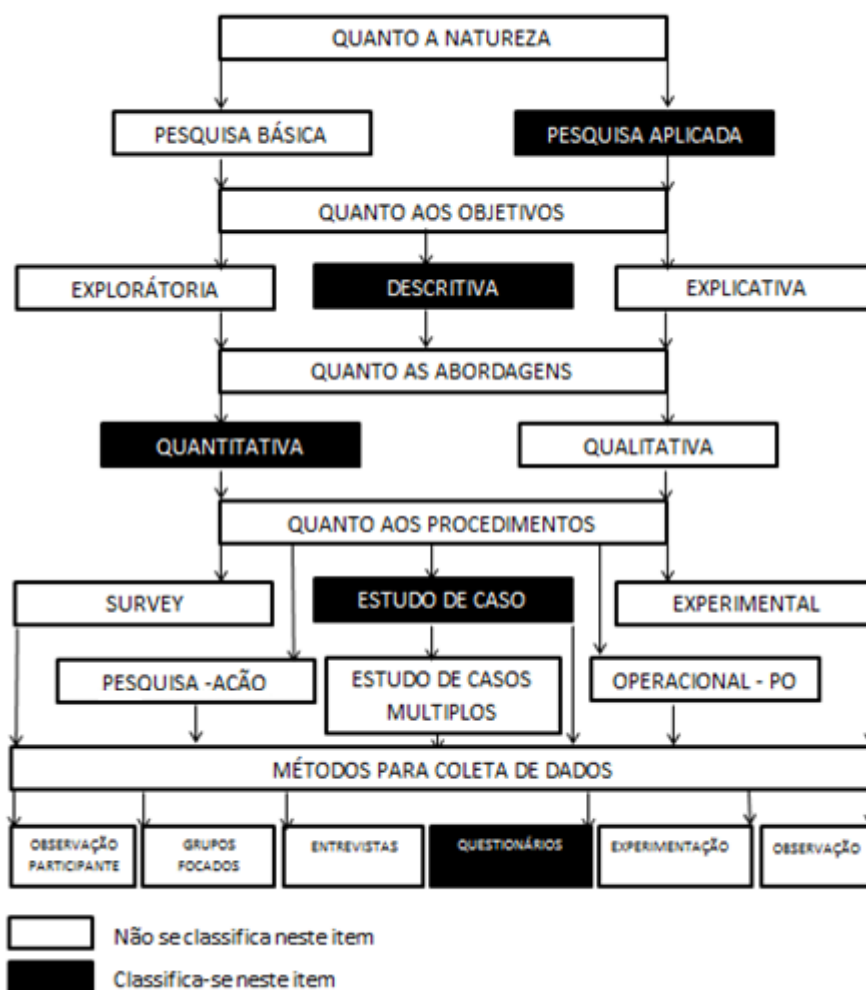 QUANTO A NATUREZA
PESQUISA BÁSICA
PESQUISA APLICADA
QUANTO AOS OBJETIVOS
EXPLORÁTORIA
DESCRITIVA
EXPLICATIVA
QUANTO AS ABORDAGENS
QUANTITATIVA
QUALITATIVA
QUANTO AOS PROCEDIMENTOS
SURVEY
ESTUDO DE CASO
EXPERIMENTAL
PESQUISA -ACÃO
ESTUDO DE CASOS
MULTIPLOS
OPERACIONAL - PO
MÉTODOS PARA COLETA DE DADOS
OBSERVAÇÃO
PARTICIPANTE
GRUPOS
FOCADOS
ENTREVISTAS
QUESTIONÁRIOS
EXPERIMENTAÇÃO
OBSERVAÇÃO
Não se classifica neste item
Classifica-se neste item